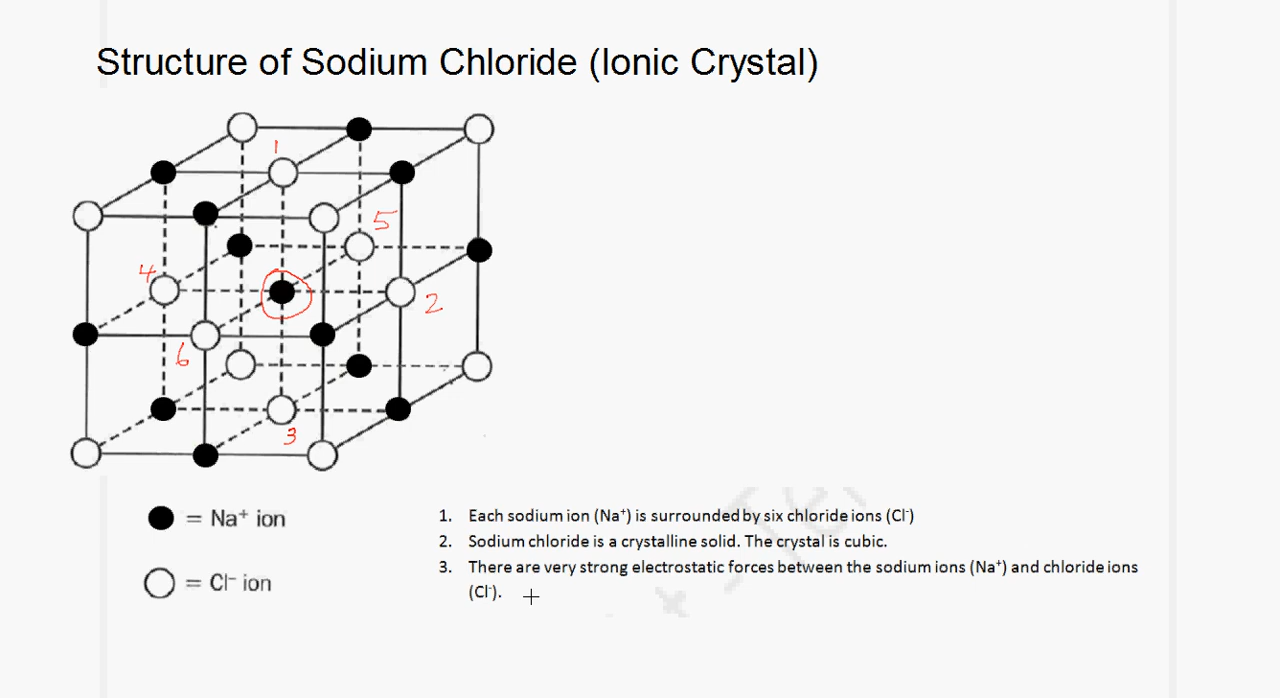 Structure of Sodium Chloride (Ionic Crystal)
1
5
4
2
6
3
= Na⁺ ion
= Cl⁻ ion
1. Each sodium ion (Na⁺) is surrounded by six chloride ions (Cl⁻)
2. Sodium chloride is a crystalline solid. The crystal is cubic.
3. There are very strong electrostatic forces between the sodium ions (Na⁺) and chloride ions
(Cl⁻).